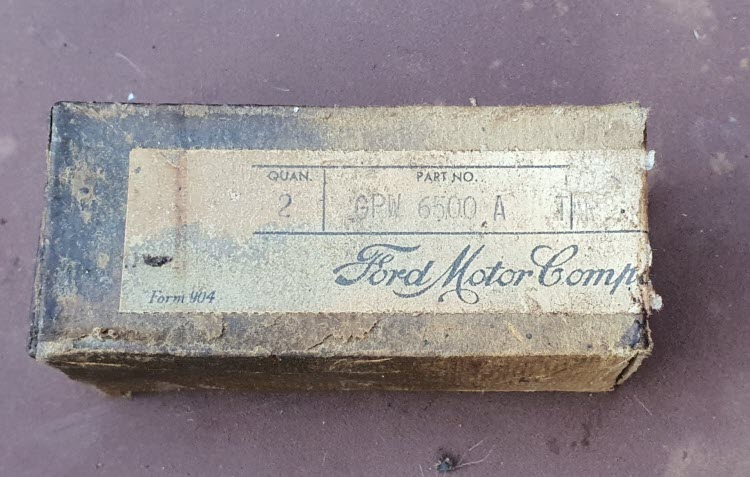 QUAN. PART NO.
2 GPW 6500 A
Ford Motor Comp
Form 904